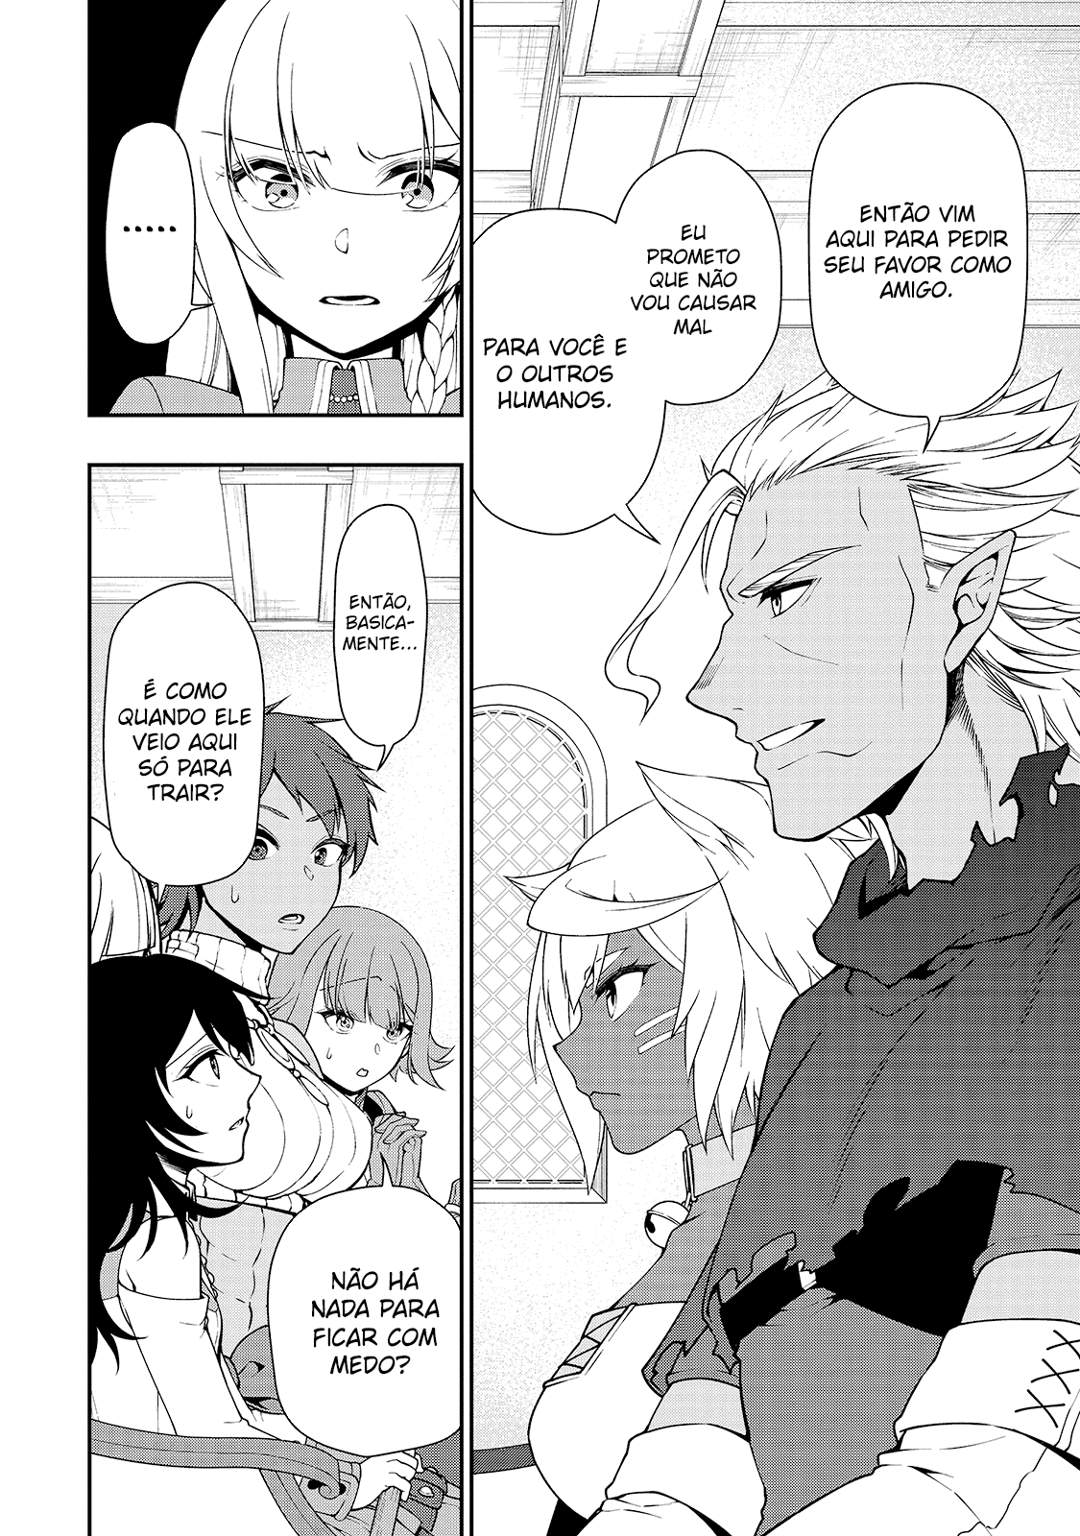 ENTÃO VIM
AQUI PARA PEDIR
SEU FAVOR COMO
AMIGO.
EU
PROMETO
QUE NÃO
VOU CAUSAR
MAL
PARA VOCÊ E
O OUTROS
HUMANOS.
.....
ENTÃO,
BASICA-
MENTE...
É COMO
QUANDO ELE
VEIO AQUI
SÓ PARA
TRAIR?
NÃO HÁ
NADA PARA
FICAR COM
MEDO?